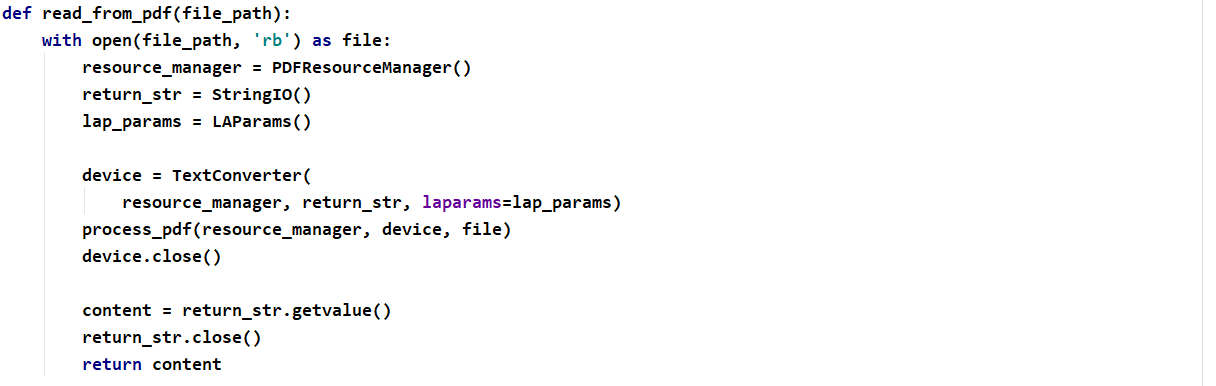 def read_from_pdf(file_path):
    with open(file_path, 'rb') as file:
        resource_manager = PDFResourceManager()
        return_str = StringIO()
        lap_params = LAParams()

        device = TextConverter(
            resource_manager, return_str, laparams=lap_params)
        process_pdf(resource_manager, device, file)
        device.close()

        content = return_str.getvalue()
        return_str.close()
        return content